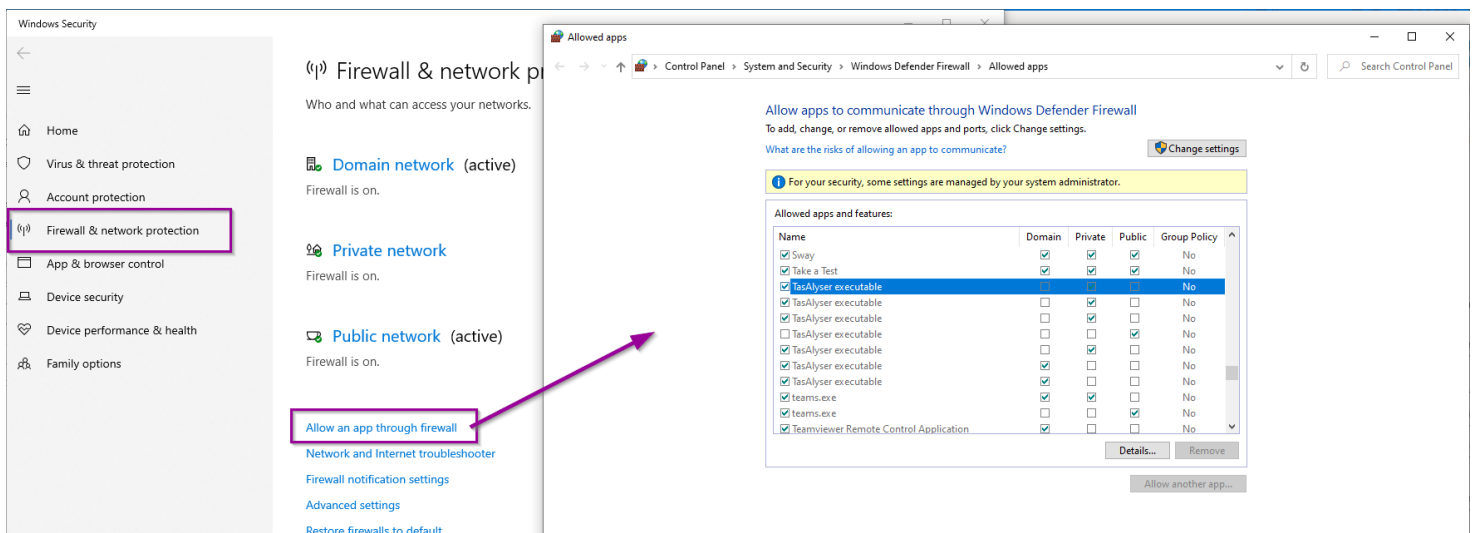 Windows Security
Home
Virus & threat protection
Account protection
Firewall & network protection
App & browser control
Device security
Device performance & health
Family options
Firewall & network p
Who and what can access your networks.
Domain network (active)
Firewall is on.
Private network
Firewall is on.
Public network (active)
Firewall is on.
Allow an app through firewall
Network and Internet troubleshooter
Firewall notification settings
Advanced settings
Restore firewalls to default
Allowed apps
Control Panel > System and Security > Windows Defender Firewall > Allowed apps
Search Control Panel
Allow apps to communicate through Windows Defender Firewall
To add, change, or remove allowed apps and ports, click Change settings.
What are the risks of allowing an app to communicate?
Change settings
For your security, some settings are managed by your system administrator.
Allowed apps and features:
Name Domain Private Public Group Policy
Sway No
Take a Test No
TasAlyser executable No
TasAlyser executable No
TasAlyser executable No
TasAlyser executable No
TasAlyser executable No
TasAlyser executable No
TasAlyser executable No
teams.exe No
teams.exe No
Teamviewer Remote Control Application No
Details... Remove
Allow another app...